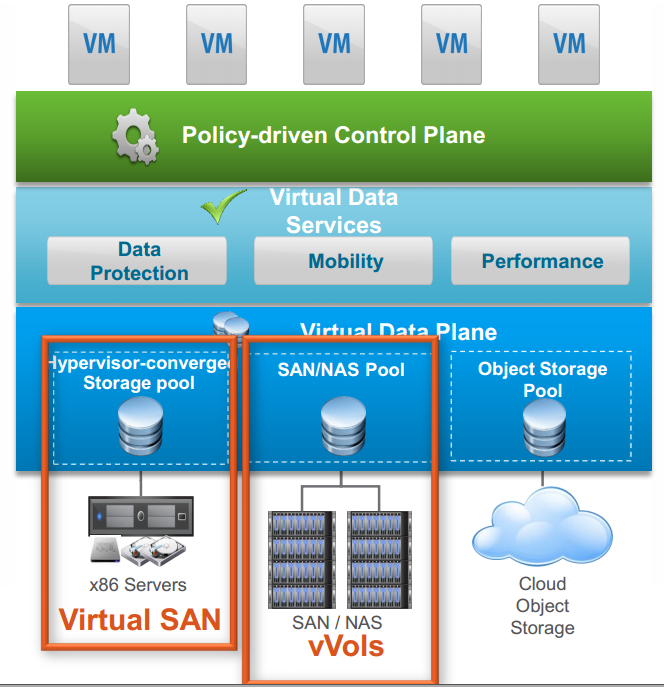 VM VM VM VM VM
Policy-driven Control Plane
Virtual Data
Services
Data
Protection
Mobility
Performance
Virtual Data Plane
Hypervisor-converged
Storage pool
SAN/NAS Pool
Object Storage
Pool
x86 Servers
Virtual SAN
SAN / NAS
vVols
Cloud
Object
Storage